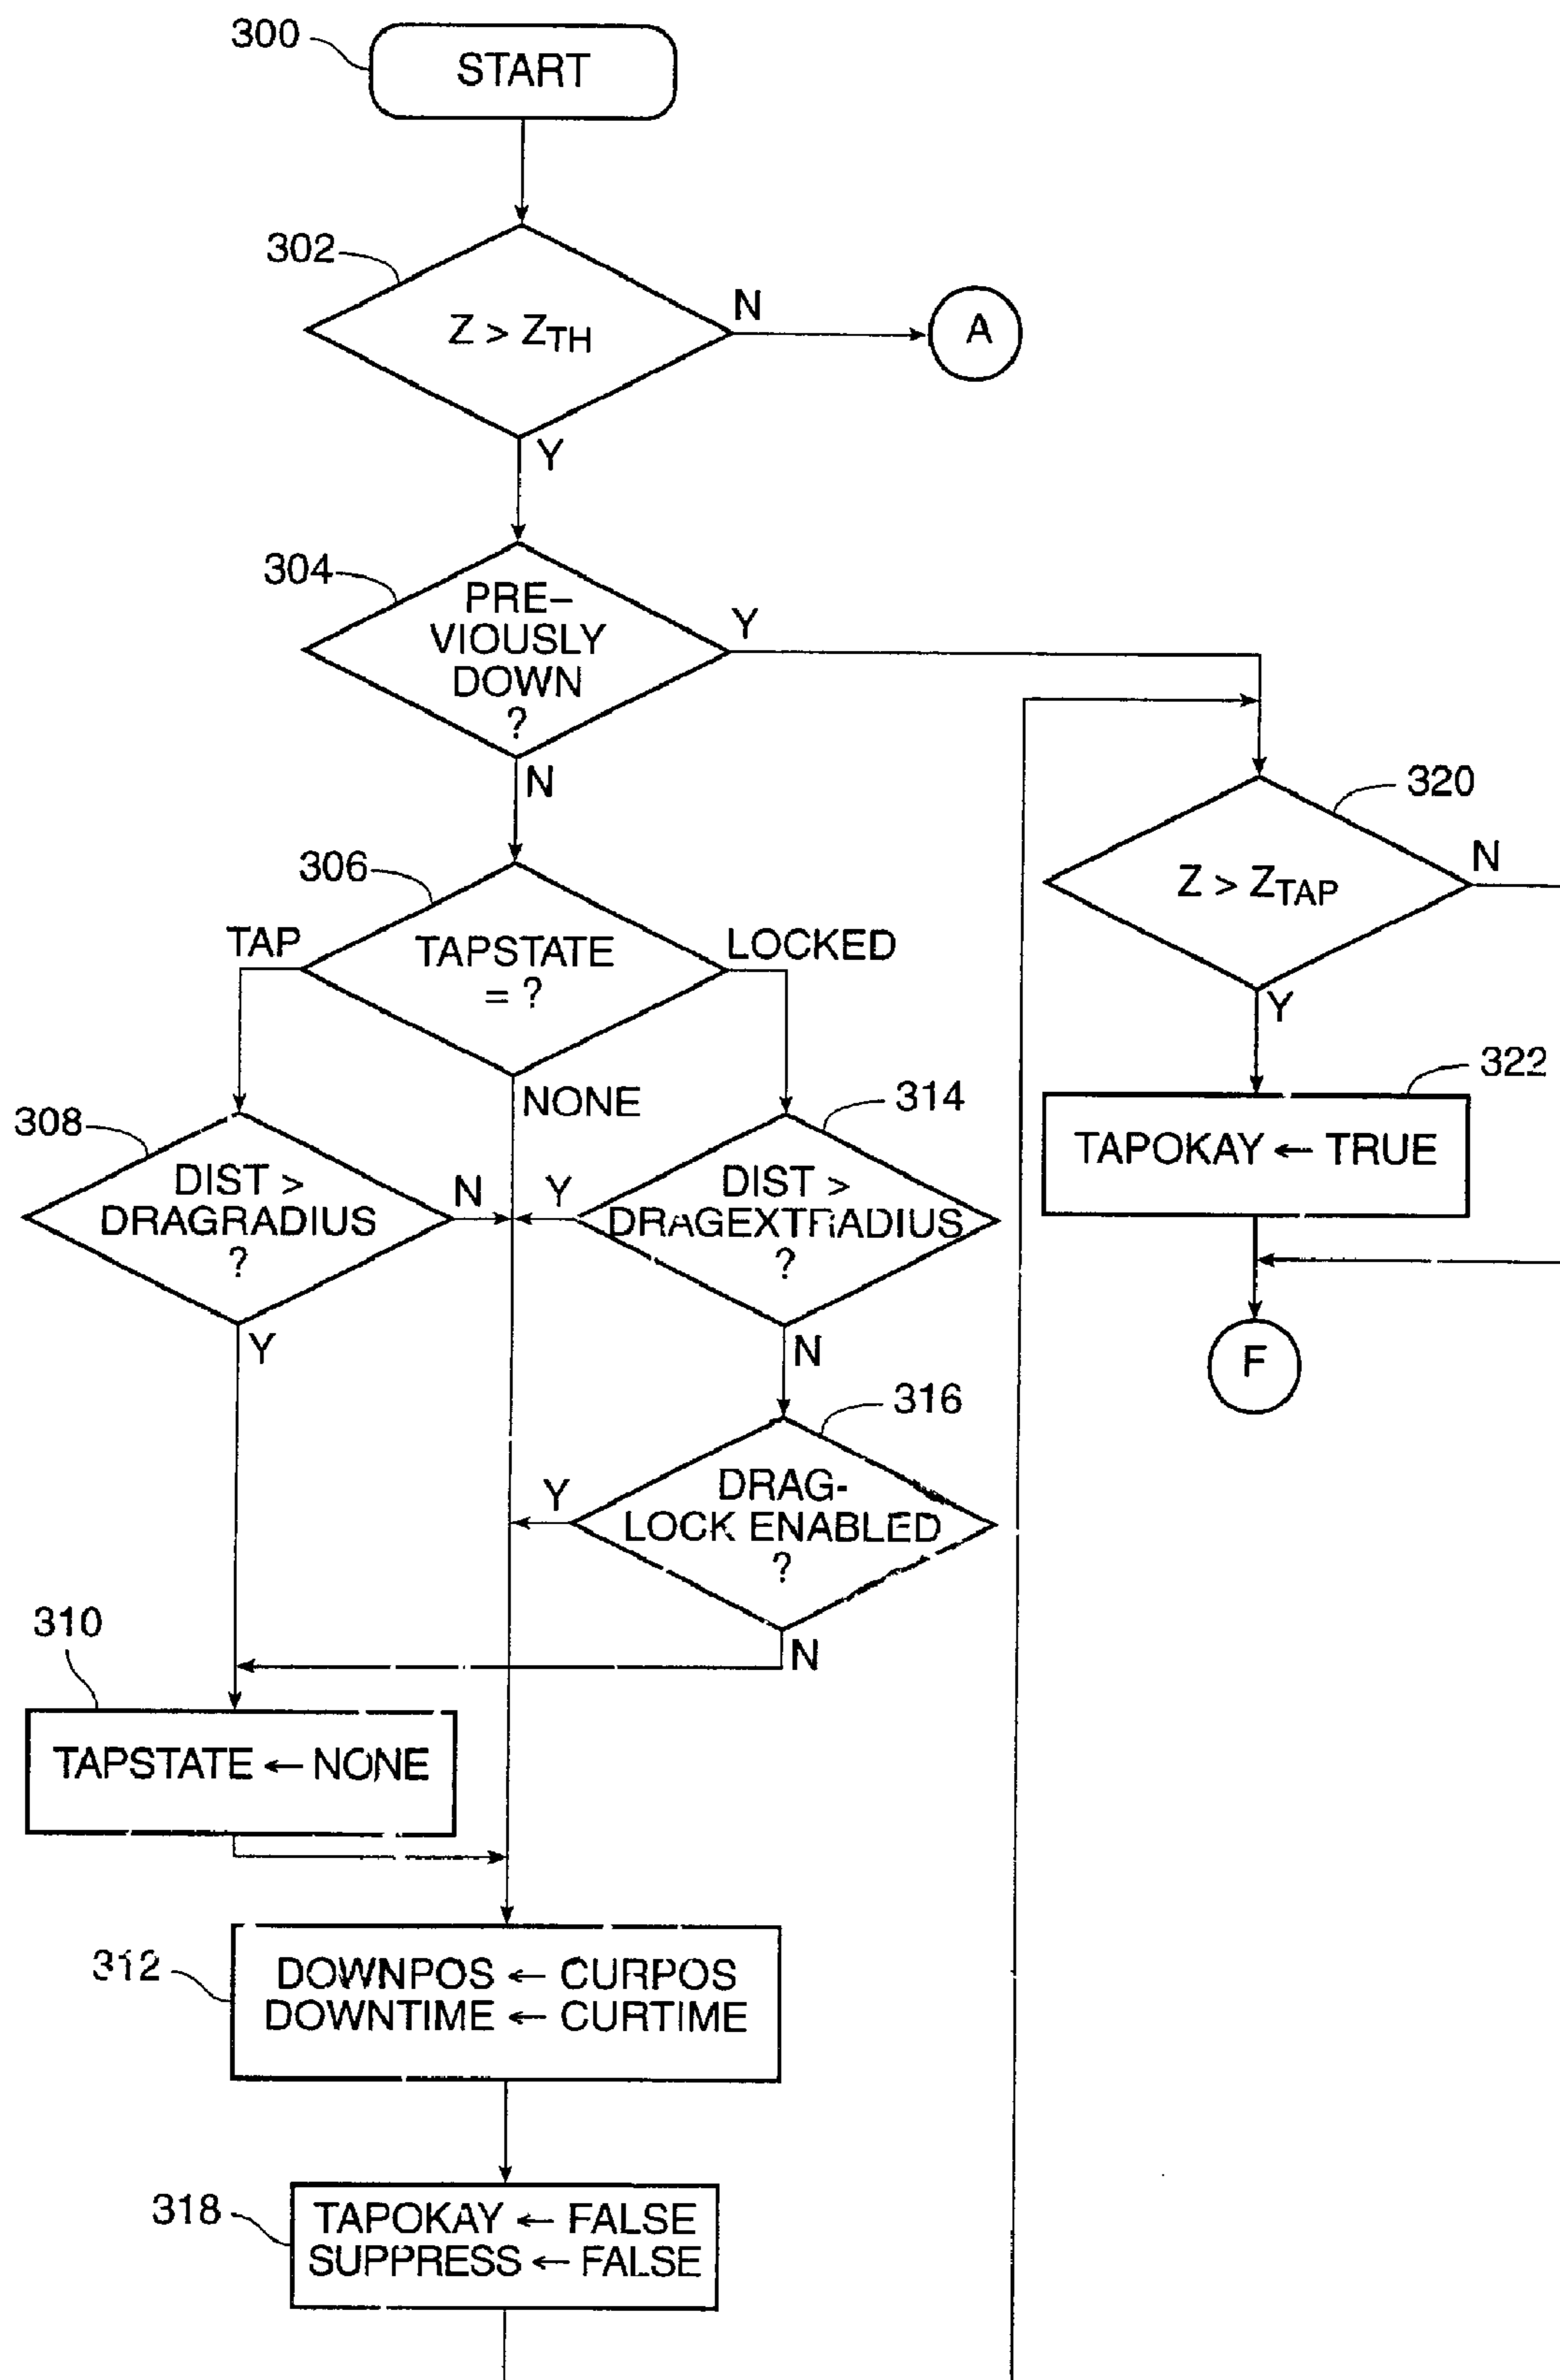 300
START
302
Z > ZTH
N
A
Y
304
PRE-
VIOUSLY
DOWN
?
Y
N
306
TAPSTATE
= ?
TAP
LOCKED
NONE
308
DIST >
DRAGRADIUS
?
N
Y
314
DIST >
DRAGEXTRADIUS
?
Y
N
316
DRAG-
LOCK ENABLED
?
Y
N
310
TAPSTATE ← NONE
312
DOWNPOS ← CURPOS
DOWNTIME ← CURTIME
318
TAPOKAY ← FALSE
SUPPRESS ← FALSE
320
Z > ZTAP
N
Y
322
TAPOKAY ← TRUE
F